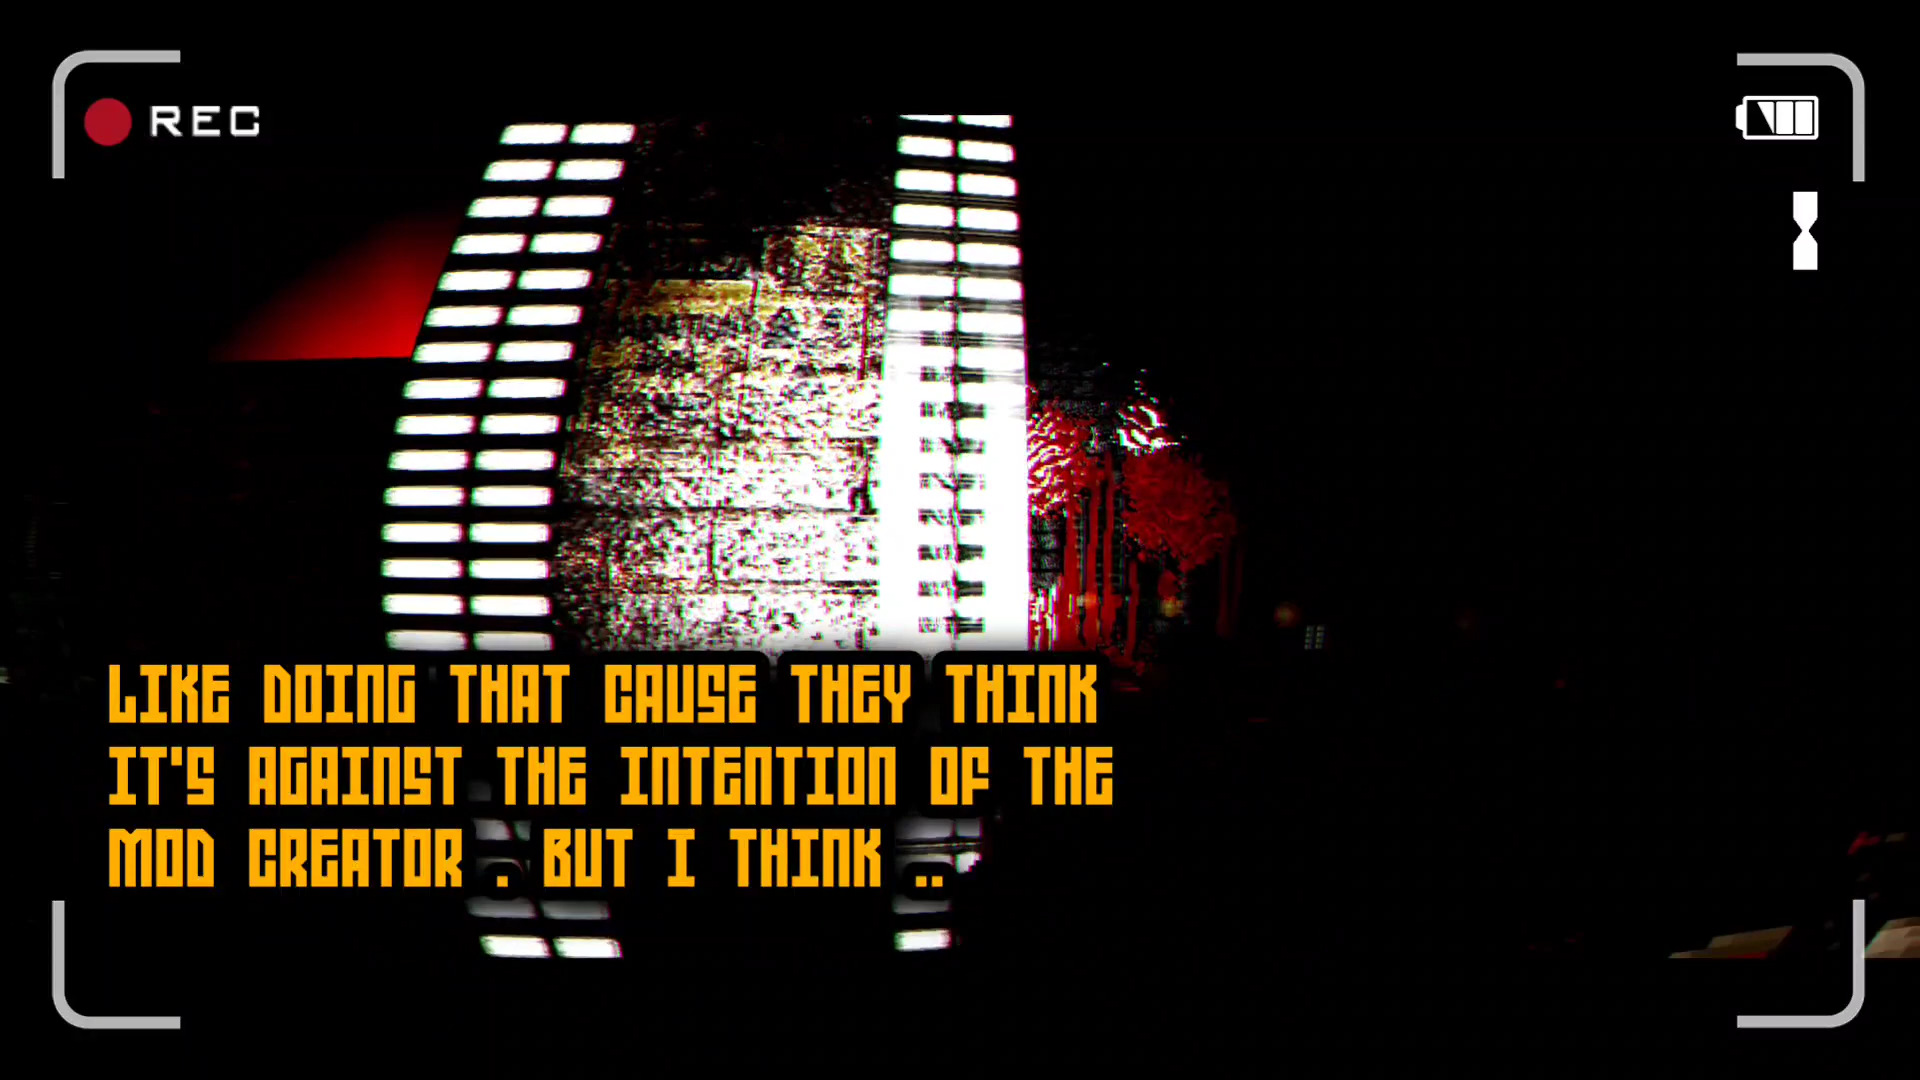 REC
LIKE DOING THAT CAUSE THEY THINK
IT'S AGAINST THE INTENTION OF THE
MOD CREATOR . BUT I THINK ..